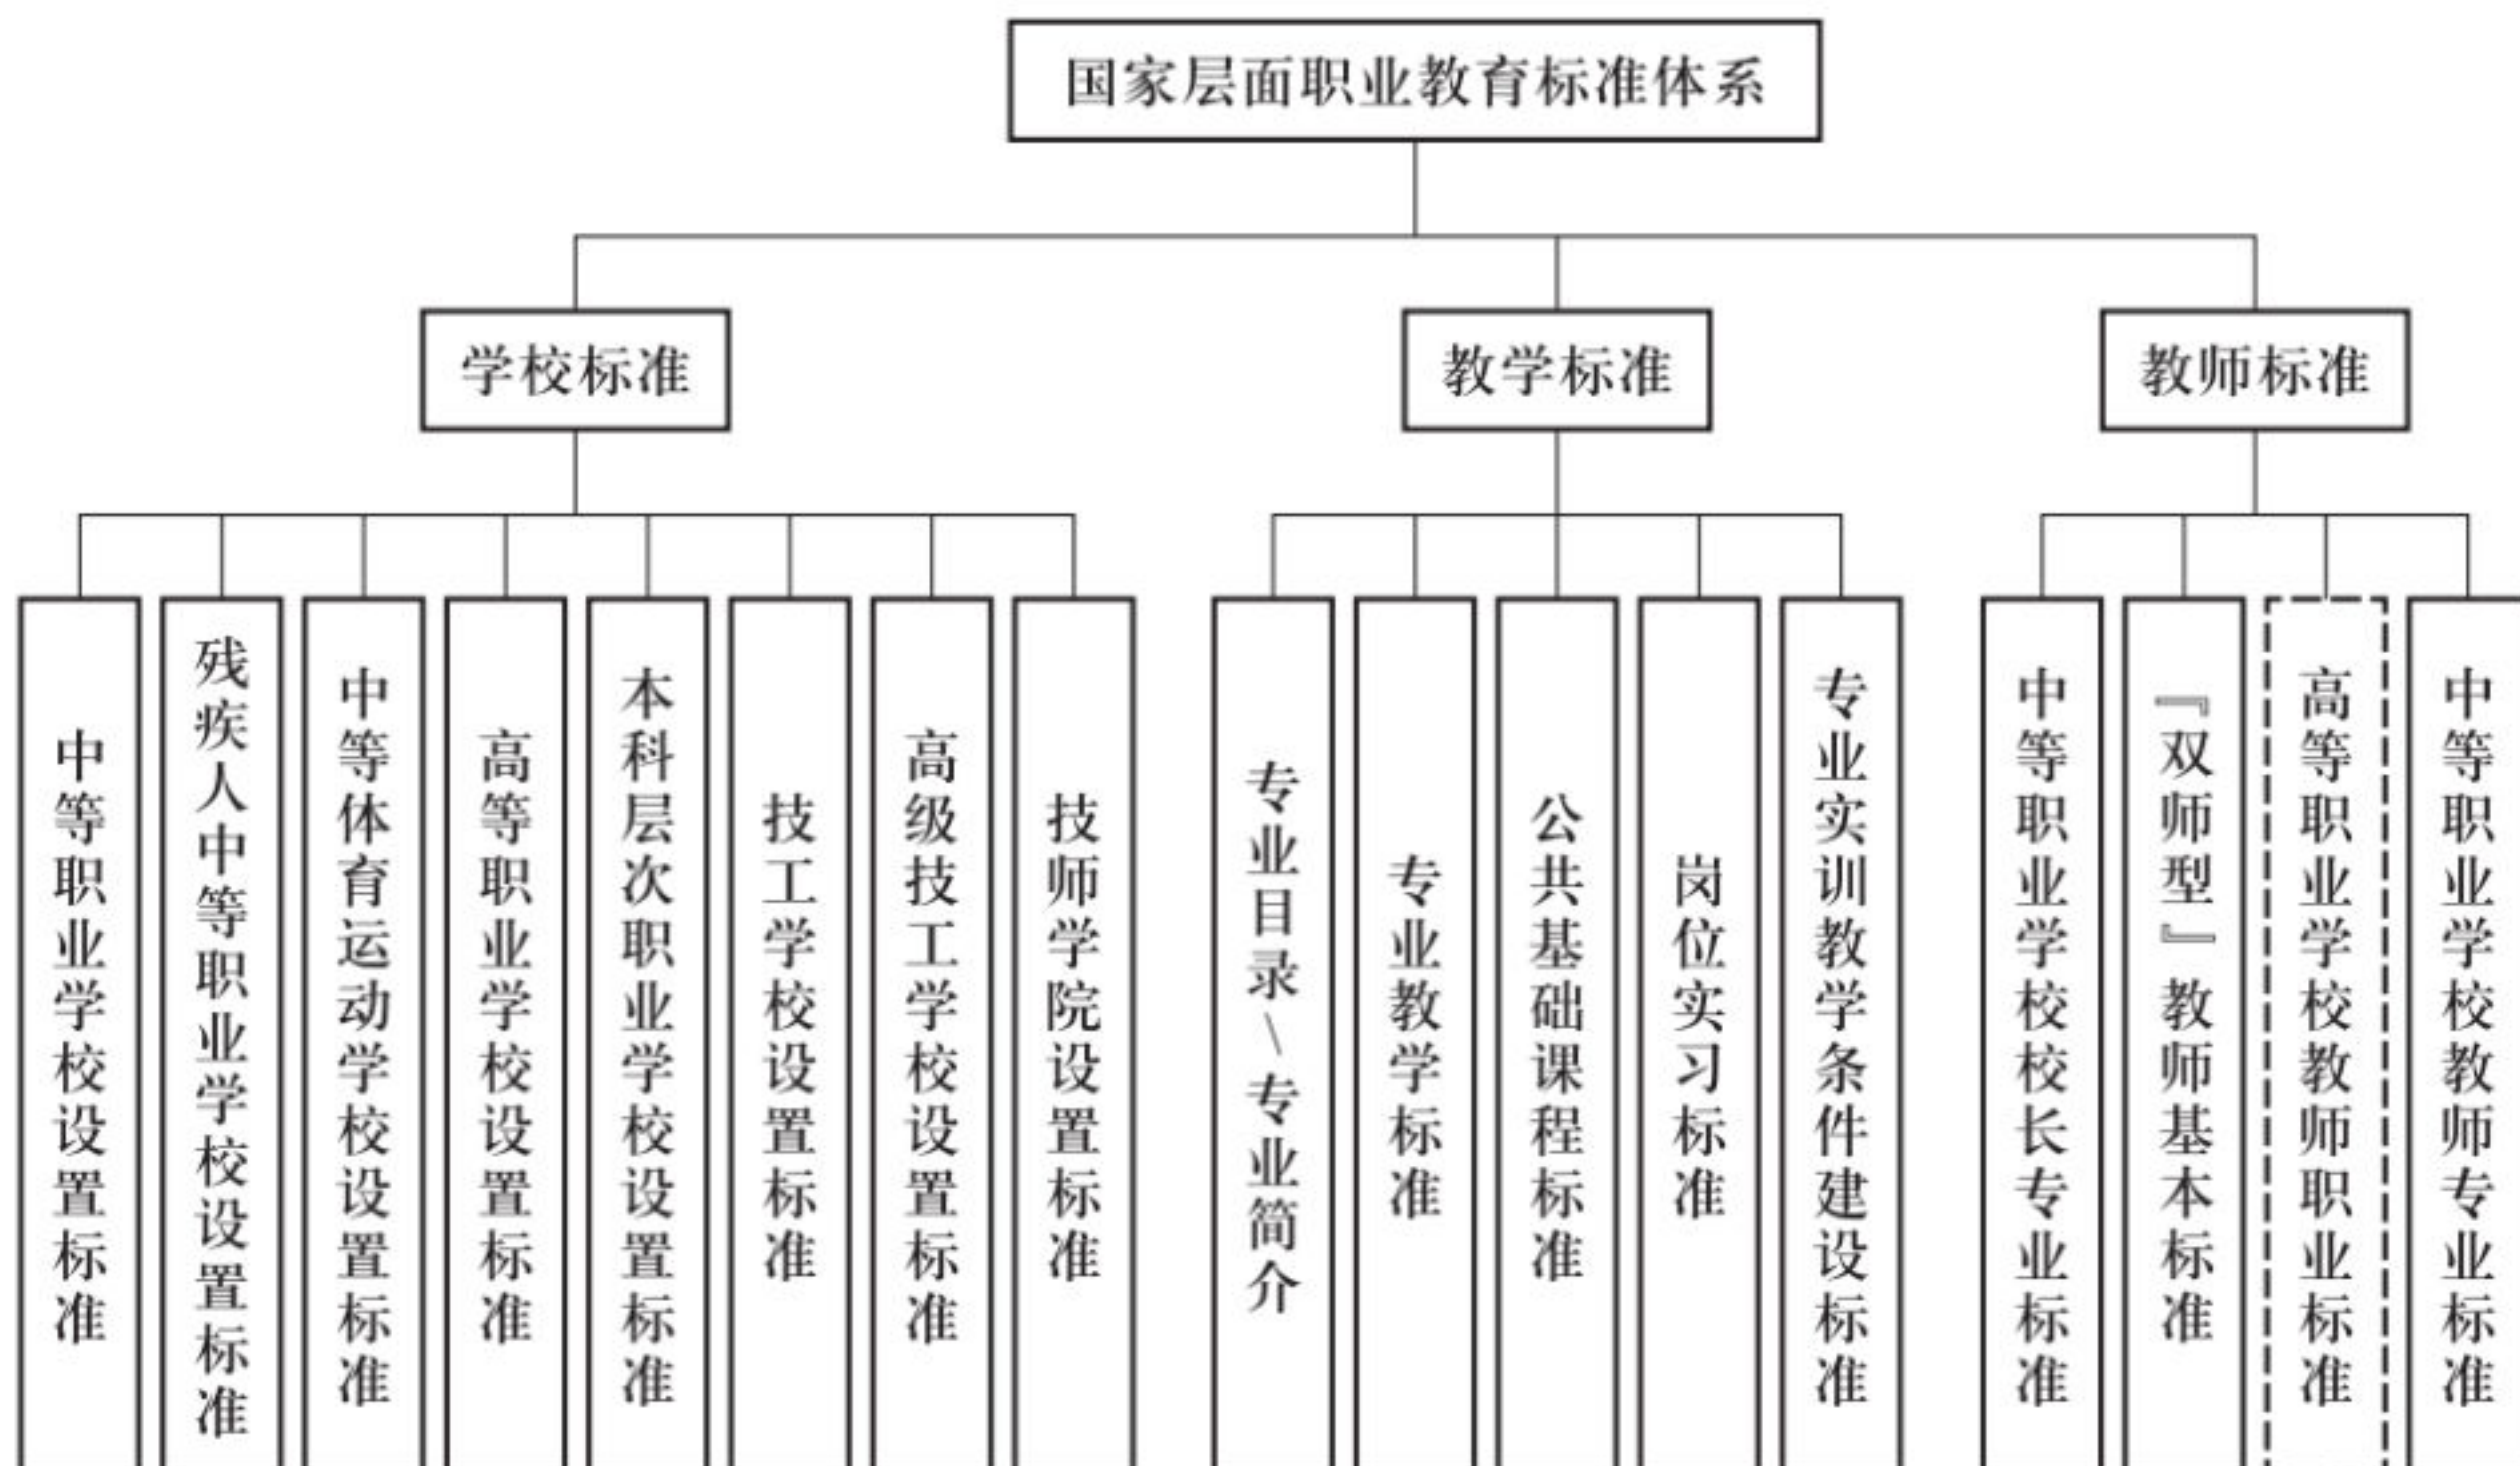 国家层面职业教育标准体系
学校标准
教学标准
教师标准
中等职业学校设置标准
残疾人中等职业学校设置标准
中等体育运动学校设置标准
高等职业学校设置标准
本科层次职业学校设置标准
技工学校设置标准
高级技工学校设置标准
技师学院设置标准
专业目录\专业简介
专业教学标准
公共基础课程标准
岗位实习标准
专业实训教学条件建设标准
中等职业学校校长专业标准
『双师型』教师基本标准
高等职业学校教师职业标准
中等职业学校教师专业标准